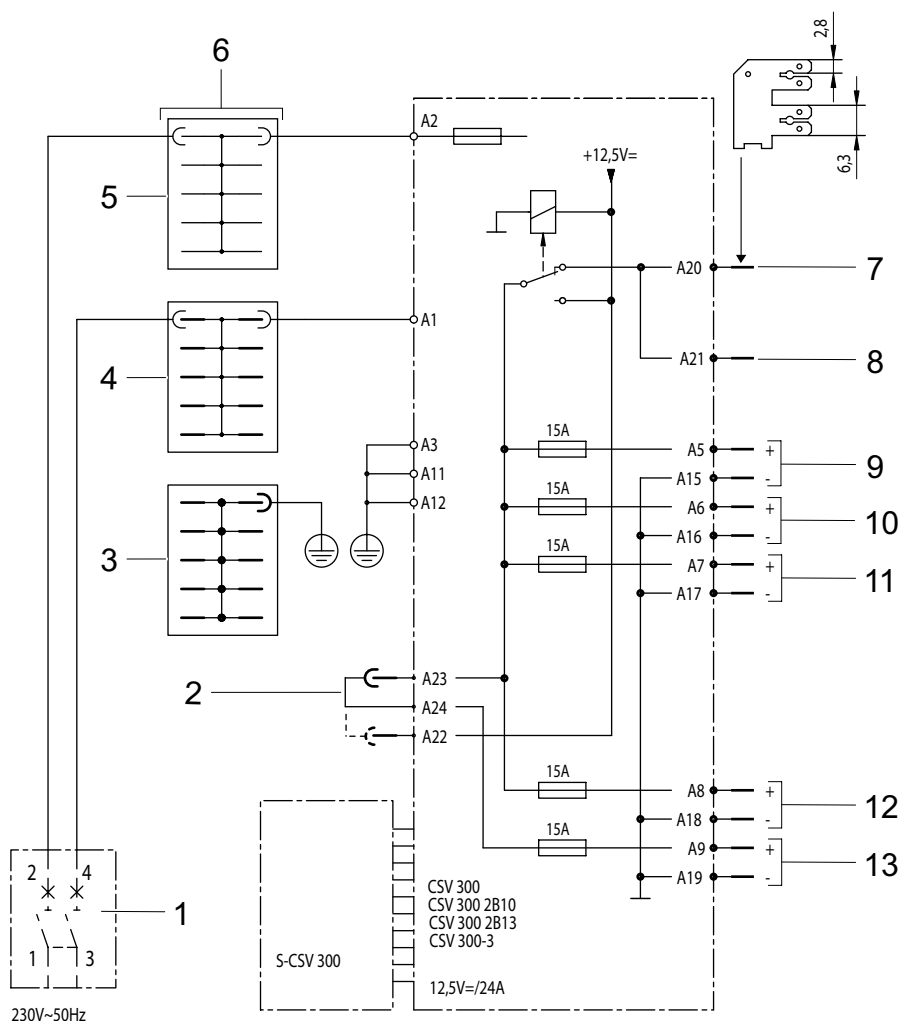 2,8
6
A2
+12,5V=
6,3
5
A20
7
A1
4
A21
8
15A
A3
A5
+
9
A11
A15
-
A12
15A
A6
+
10
3
A16
-
15A
A7
+
11
A17
-
2
A23
A24
A22
15A
A8
+
12
A18
-
15A
A9
+
13
A19
-
2
4
1
1
3
CSV 300
CSV 300 2B10
CSV 300 2B13
CSV 300-3
S-CSV 300
12,5V=/24A
230V~50Hz